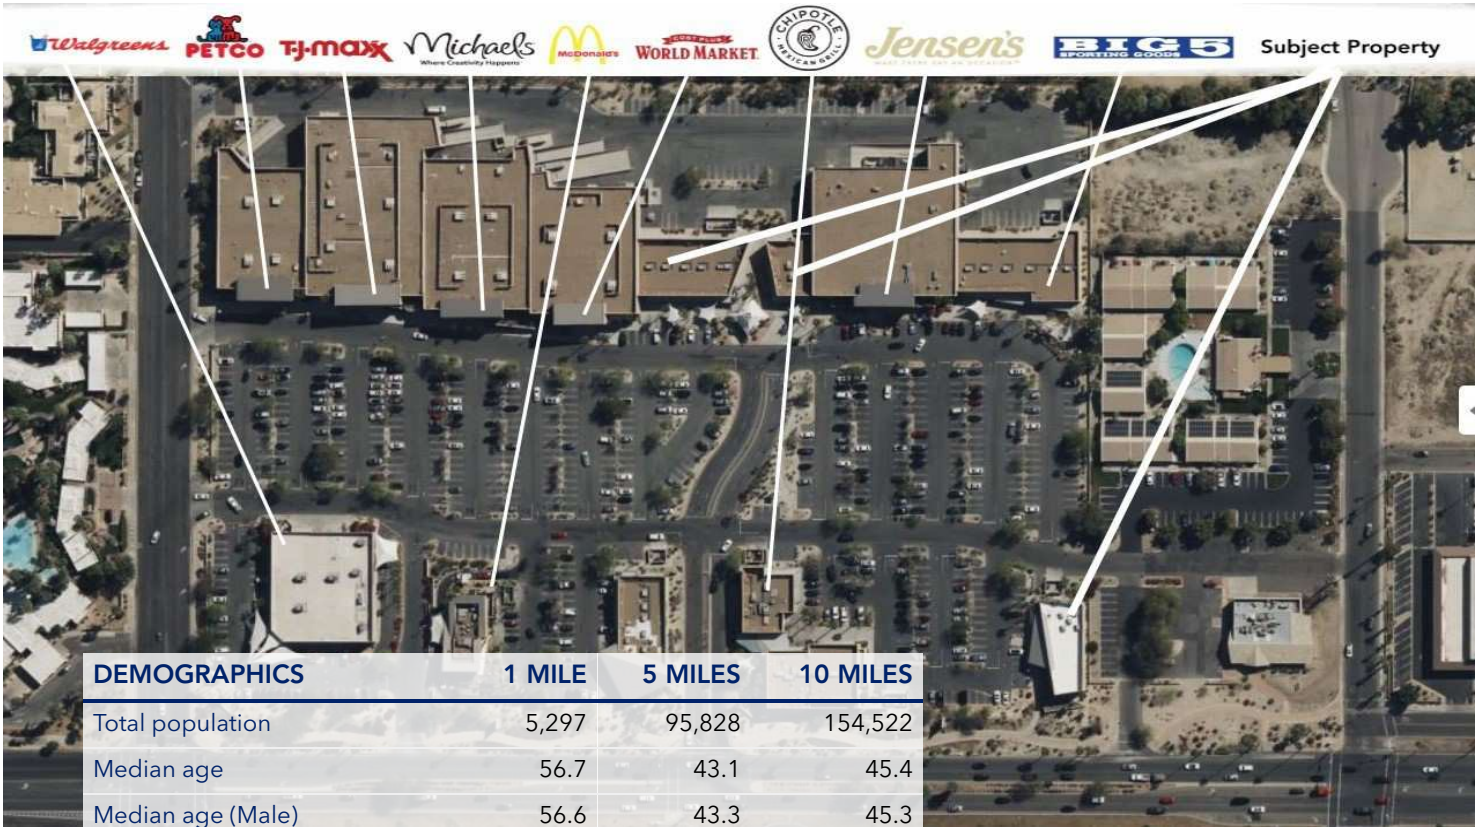 Walgreens
PETCO
T·J·maxx
Michaels
Where Creativity Happens
McDonald's
COST PLUS
WORLD MARKET
CHIPOTLE
MEXICAN GRILL
Jensen's
BIG 5
SPORTING GOODS
Subject Property
DEMOGRAPHICS 1 MILE 5 MILES 10 MILES
Total population 5,297 95,828 154,522
Median age 56.7 43.1 45.4
Median age (Male) 56.6 43.3 45.3